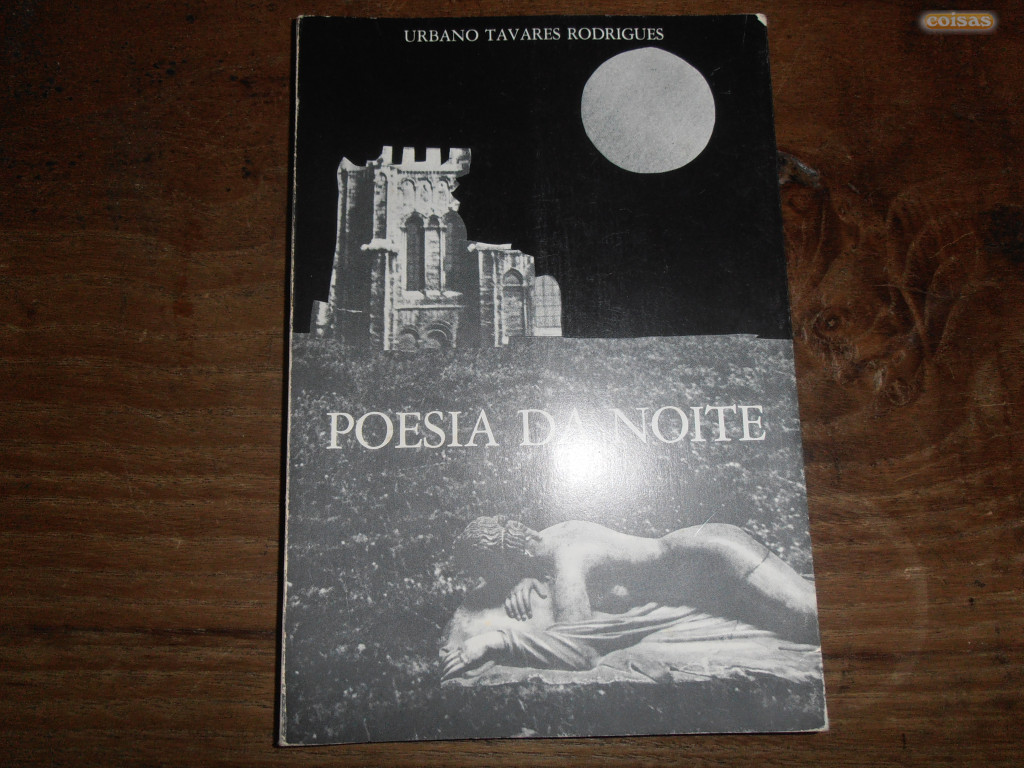 coisas
URBANO TAVARES RODRIGUES
POESIA DA NOITE